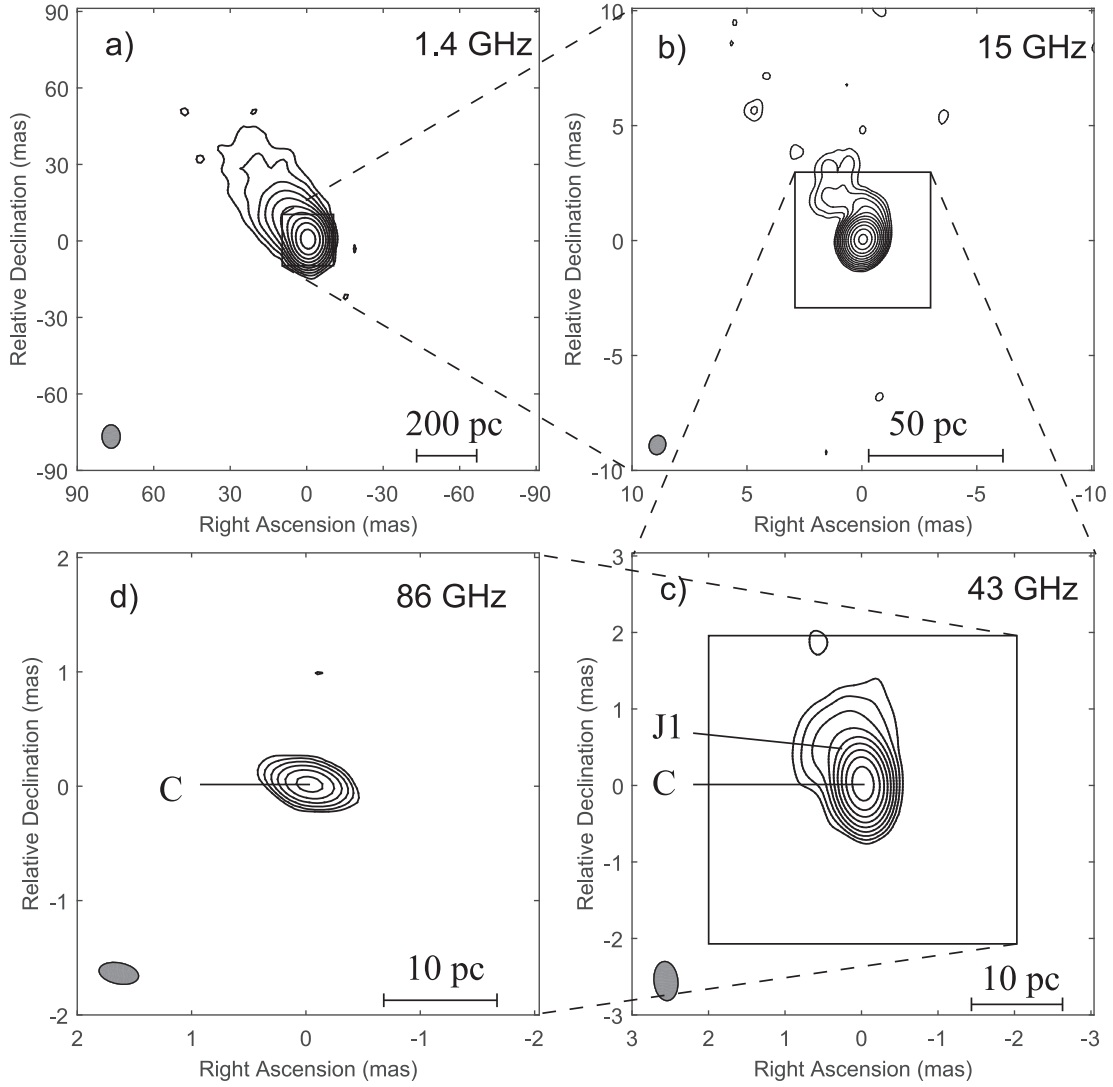 a)
1.4 GHz
90
60
30
0
-30
-60
-90
Relative Declination (mas)
200 pc
90
60
30
0
-30
-60
-90
Right Ascension (mas)
b)
15 GHz
10
5
0
-5
-10
Relative Declination (mas)
50 pc
10
5
0
-5
-10
Right Ascension (mas)
d)
86 GHz
2
1
0
-1
-2
Relative Declination (mas)
C
10 pc
2
1
0
-1
-2
Right Ascension (mas)
c)
43 GHz
3
2
1
0
-1
-2
-3
Relative Declination (mas)
J1
C
10 pc
3
2
1
0
-1
-2
-3
Right Ascension (mas)